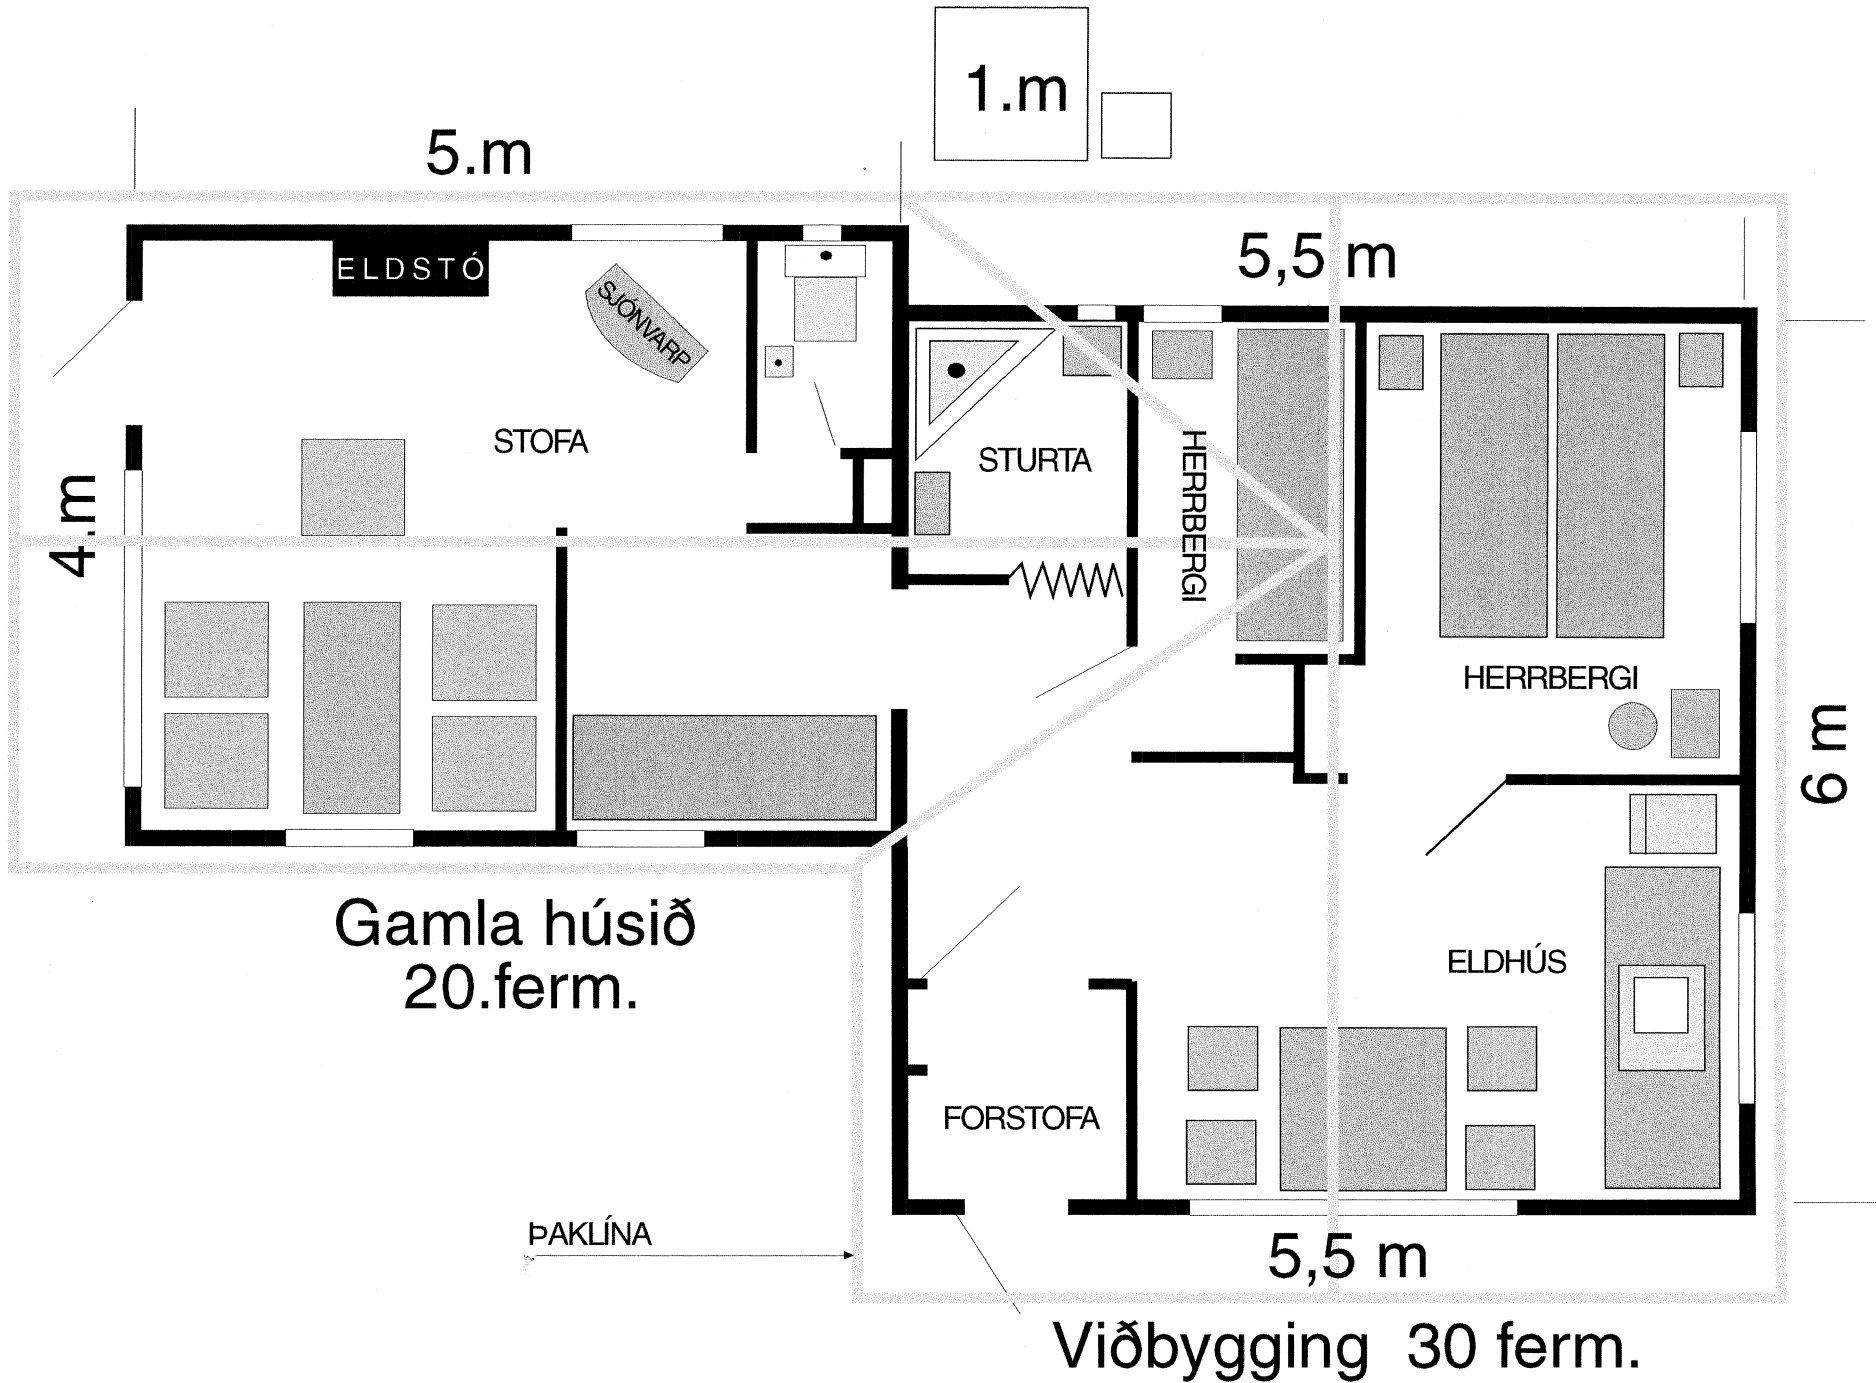 1.m
5.m
5,5 m
ELDSTÓ
SJÓNVARP
STOFA
STURTA
HERRBERGI
4.m
HERRBERGI
6 m
Gamla húsið
20.ferm.
ELDHÚS
FORSTOFA
ÞAKLÍNA
5,5 m
Viðbygging 30 ferm.